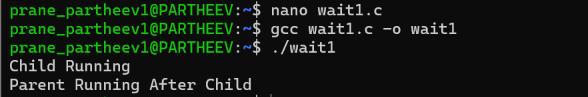 prane_partheev1@PARTHEEV:~$ nano wait1.c
prane_partheev1@PARTHEEV:~$ gcc wait1.c -o wait1
prane_partheev1@PARTHEEV:~$ ./wait1
Child Running
Parent Running After Child